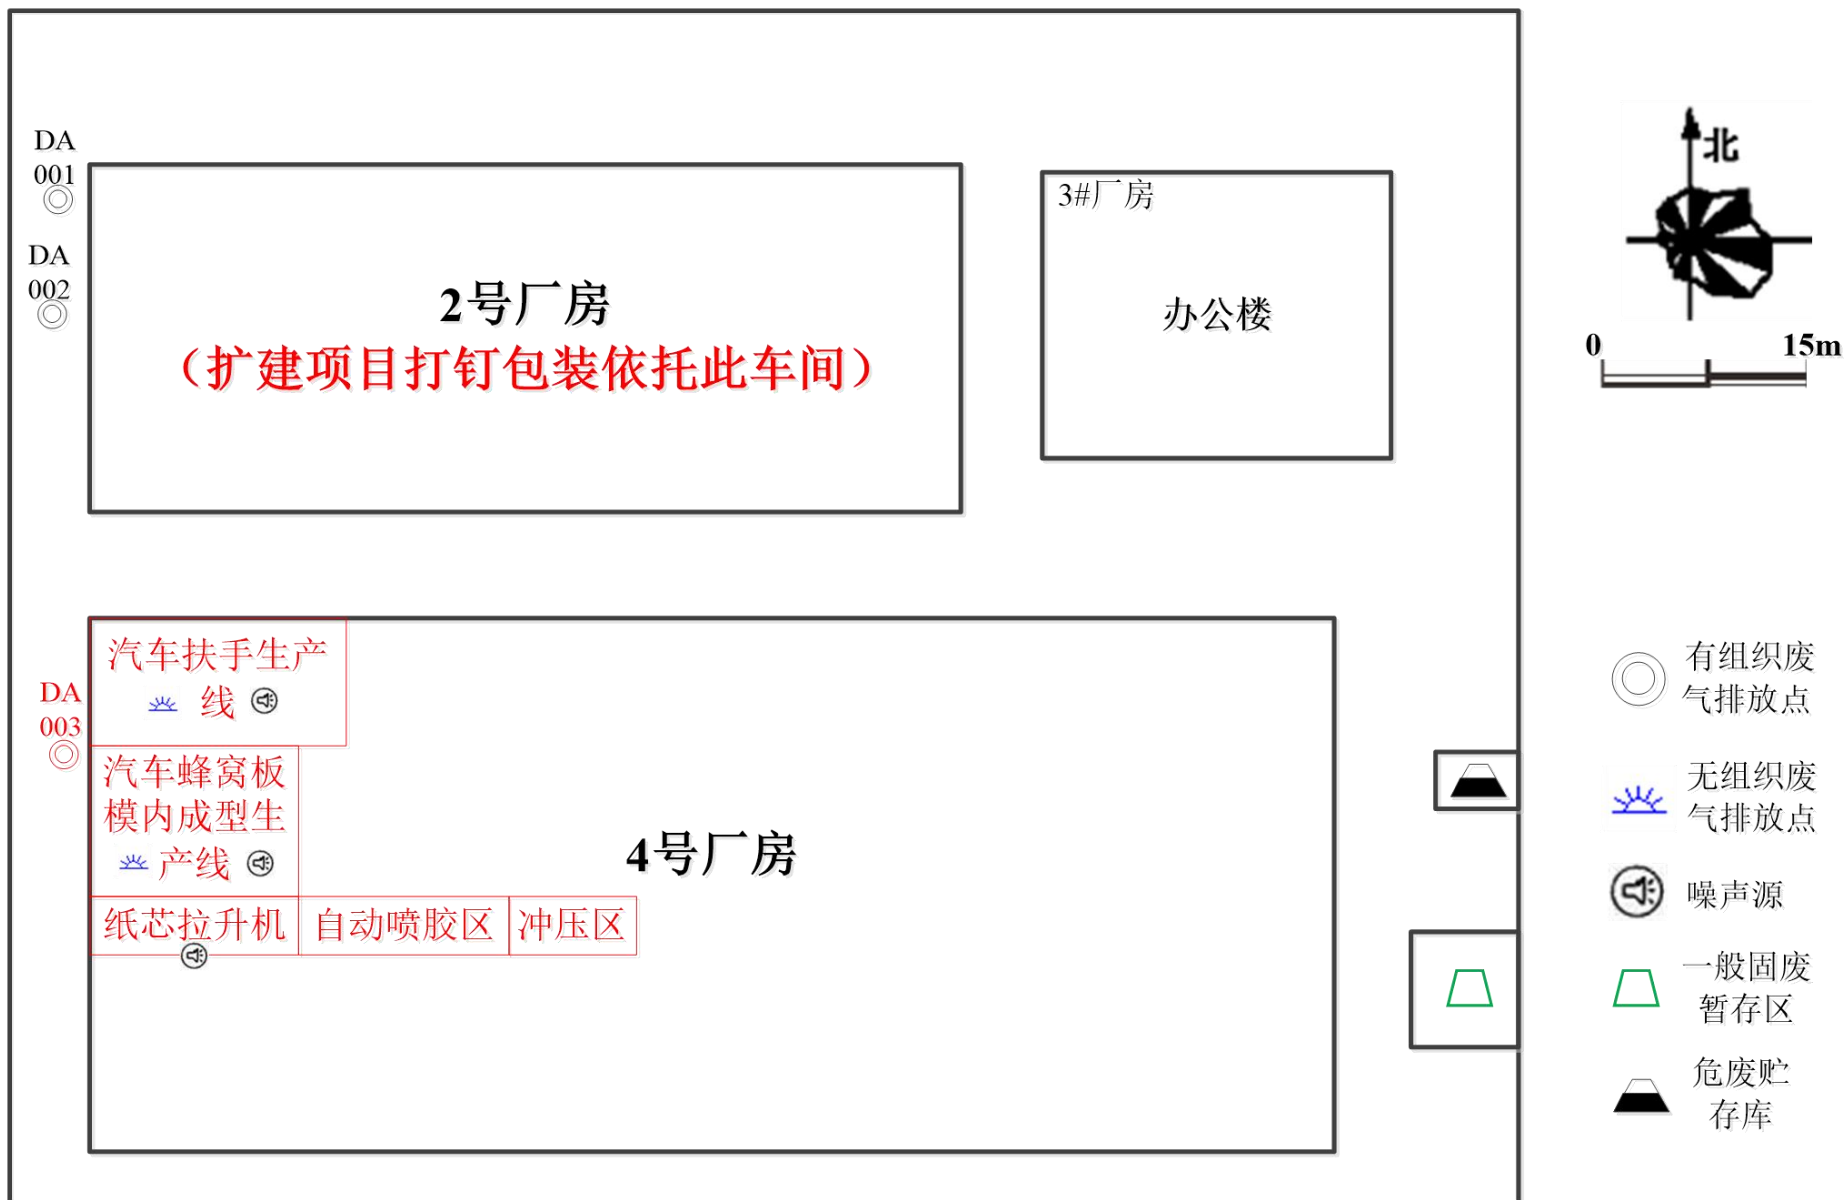 DA
001
DA
002
2号厂房
（扩建项目打钉包装依托此车间）
3#厂房
办公楼
北
0 15m
DA
003
汽车扶手生产
线
汽车蜂窝板
模内成型生
产线
纸芯拉升机
自动喷胶区
冲压区
4号厂房
有组织废
气排放点
无组织废
气排放点
噪声源
一般固废
暂存区
危废贮
存库